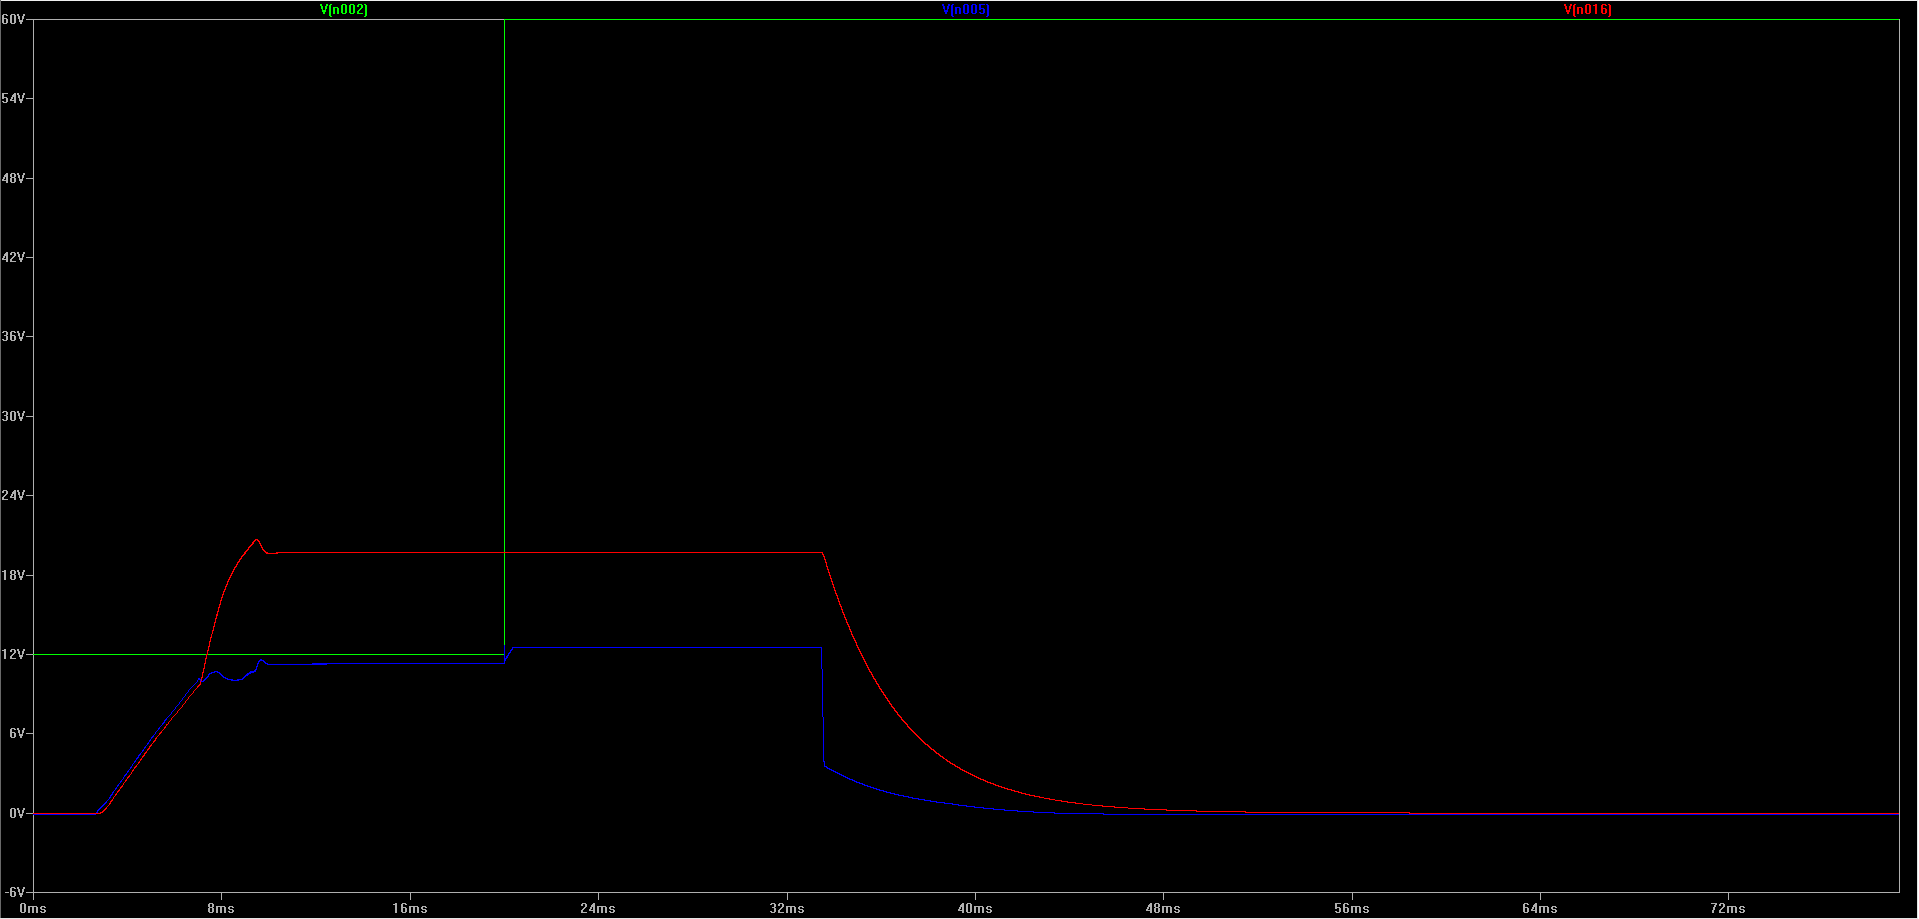 V(n002) V(n005) V(n016)
60V
54V
48V
42V
36V
30V
24V
18V
12V
6V
0V
-6V
0ms 8ms 16ms 24ms 32ms 40ms 48ms 56ms 64ms 72ms